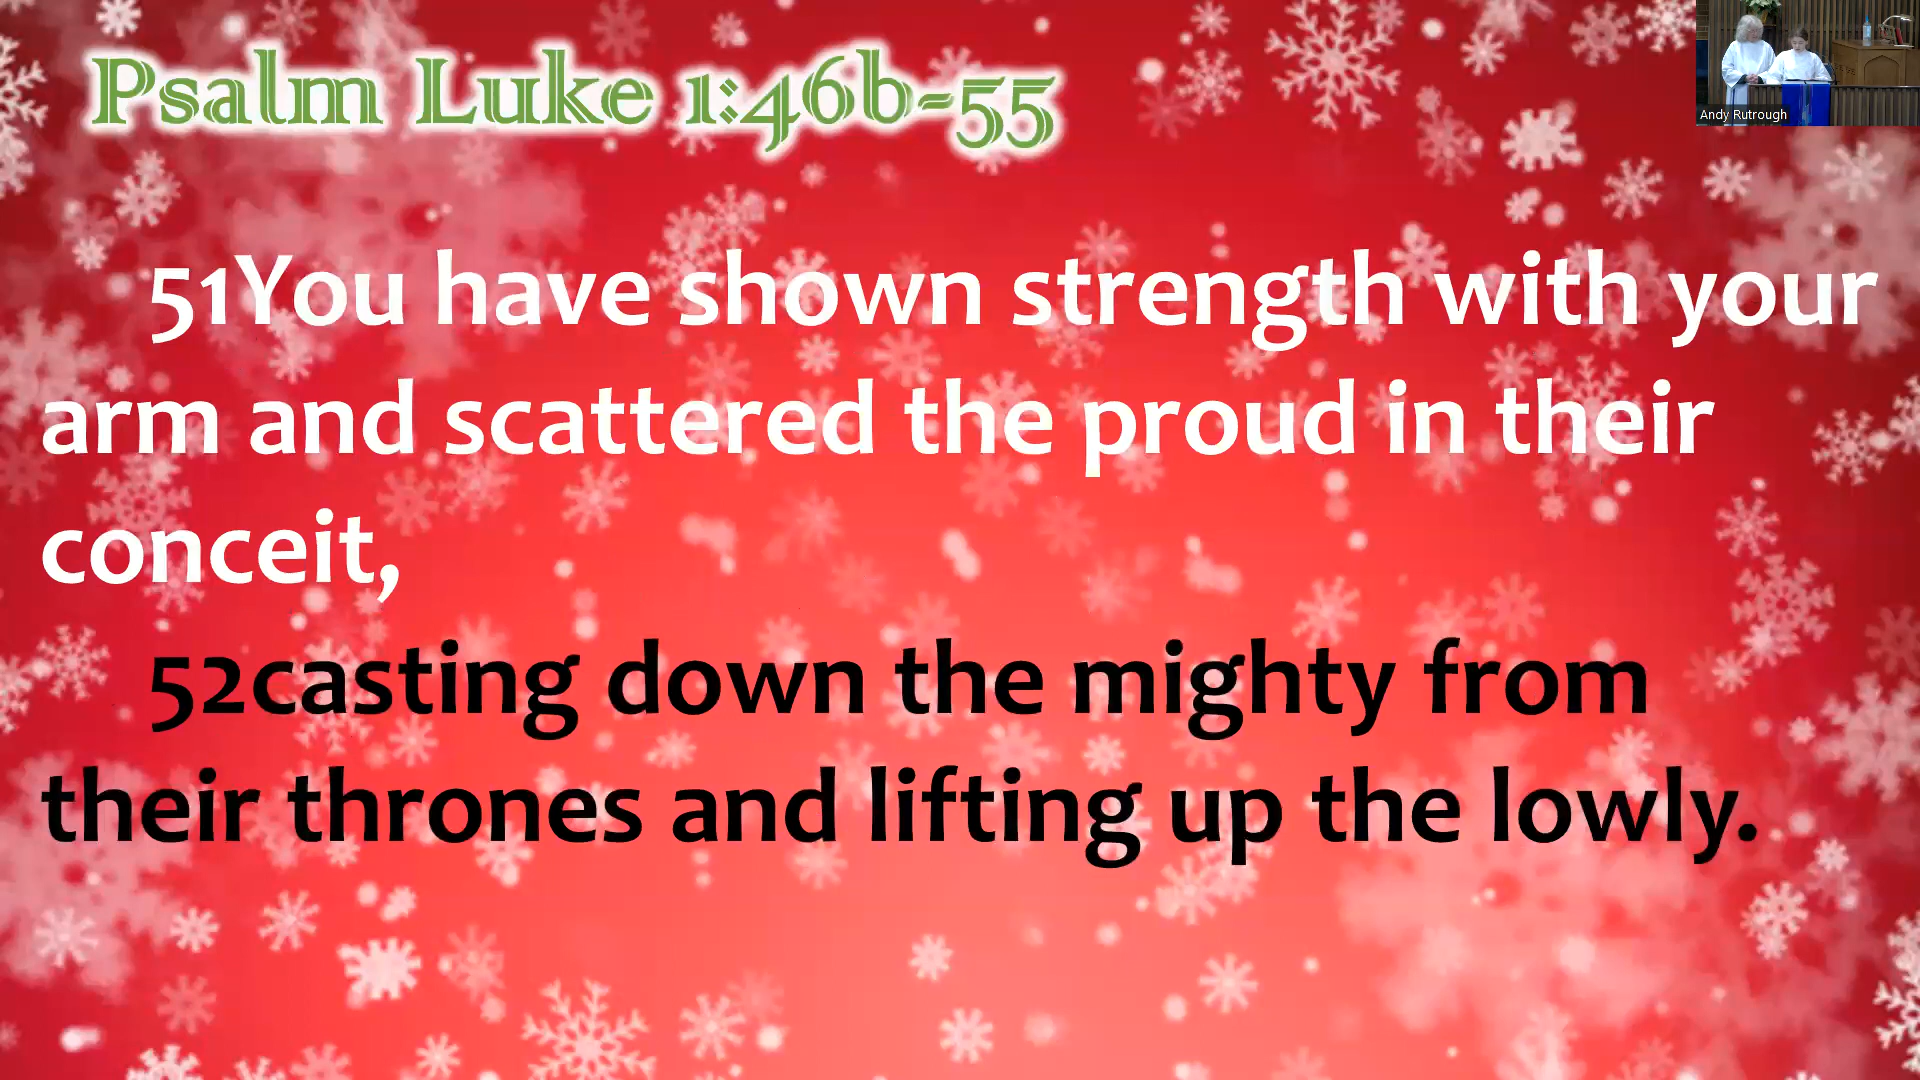 Psalm Luke 1:46b-55
Andy Rutrough
51You have shown strength with your
arm and scattered the proud in their
conceit,
52casting down the mighty from
their thrones and lifting up the lowly.